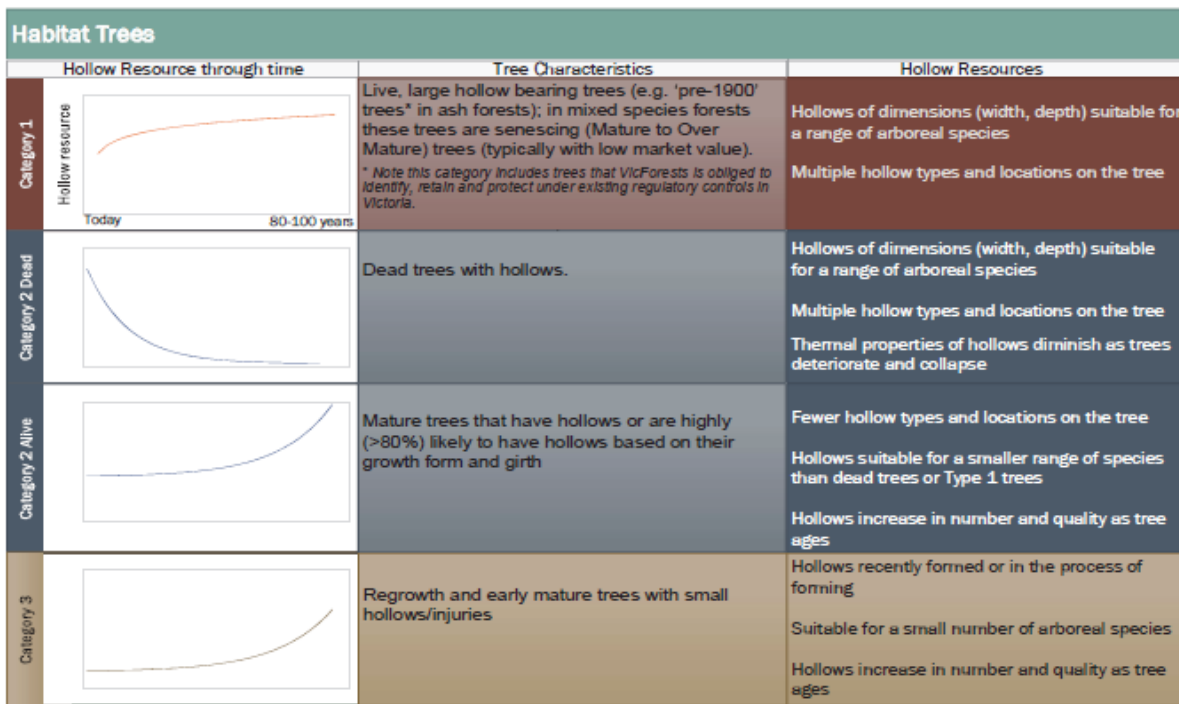 Habitat Trees
Hollow Resource through time
Tree Characteristics
Hollow Resources
Category 1
Hollow resource
Today
80-100 years
Live, large hollow bearing trees (e.g. ‘pre-1900’
trees* in ash forests); in mixed species forests
these trees are senescing (Mature to Over
Mature) trees (typically with low market value).
* Note this category includes trees that VicForests is obliged to
identify, retain and protect under existing regulatory controls in
Victoria.
Hollows of dimensions (width, depth) suitable for
a range of arboreal species
Multiple hollow types and locations on the tree
Category 2 Dead
Dead trees with hollows.
Hollows of dimensions (width, depth) suitable
for a range of arboreal species
Multiple hollow types and locations on the tree
Thermal properties of hollows diminish as trees
deteriorate and collapse
Category 2 Alive
Mature trees that have hollows or are highly
(>80%) likely to have hollows based on their
growth form and girth
Fewer hollow types and locations on the tree
Hollows suitable for a smaller range of species
than dead trees or Type 1 trees
Hollows increase in number and quality as tree
ages
Category 3
Regrowth and early mature trees with small
hollows/injuries
Hollows recently formed or in the process of
forming
Suitable for a small number of arboreal species
Hollows increase in number and quality as tree
ages